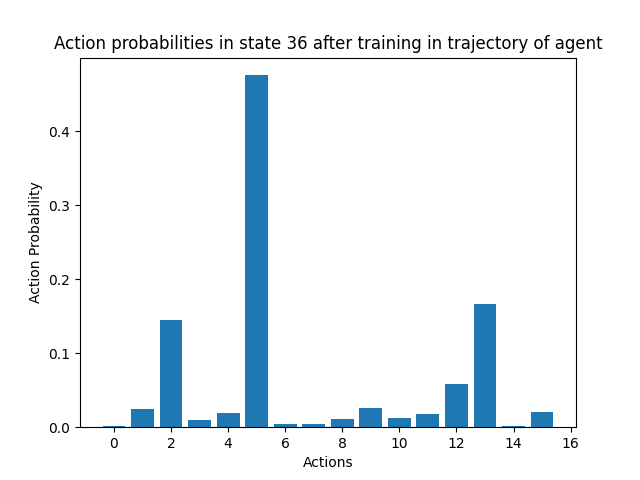 Action probabilities in state 36 after training in trajectory of agent
Action Probability
0.4
0.3
0.2
0.1
0.0
0 2 4 6 8 10 12 14 16
Actions